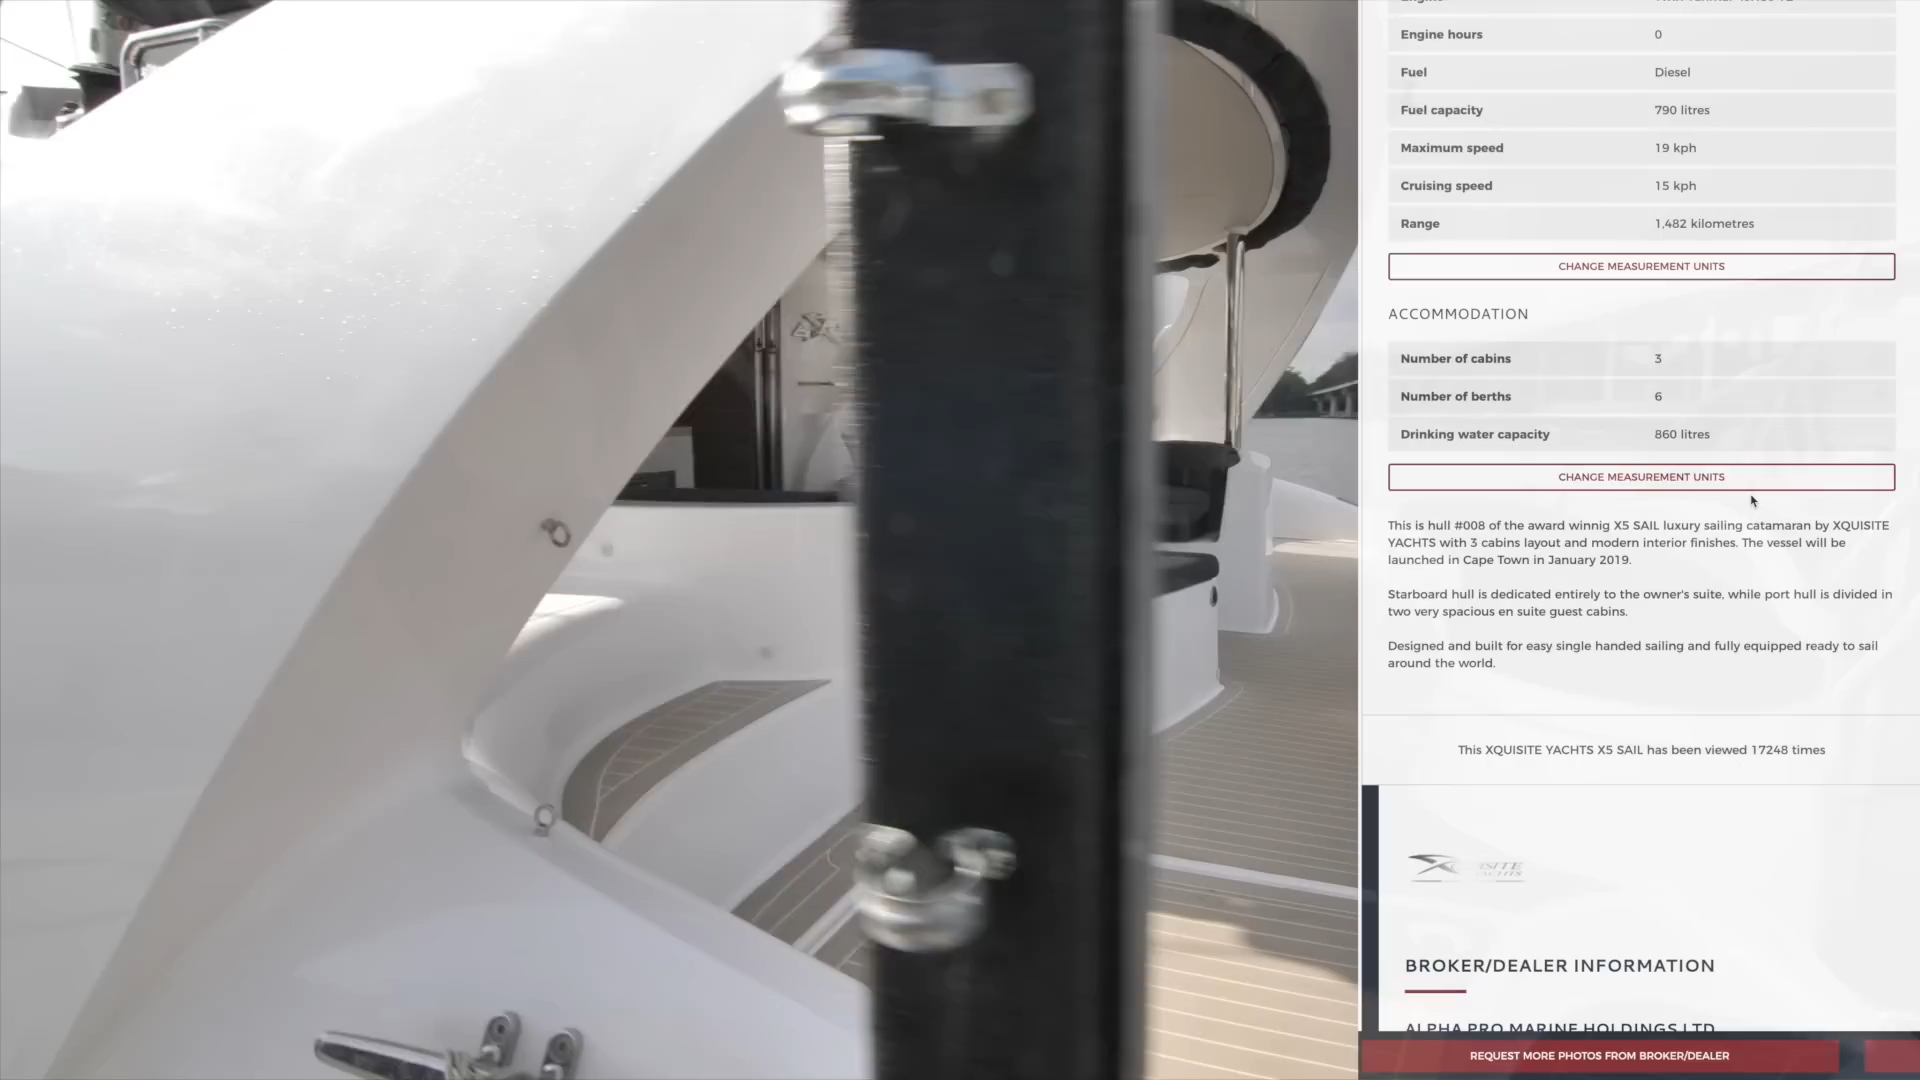 Engine hours 0
Fuel Diesel
Fuel capacity 790 litres
Maximum speed 19 kph
Cruising speed 15 kph
Range 1,482 kilometres
CHANGE MEASUREMENT UNITS
ACCOMMODATION
Number of cabins 3
Number of berths 6
Drinking water capacity 860 litres
CHANGE MEASUREMENT UNITS
This is hull #008 of the award winnig X5 SAIL luxury sailing catamaran by XQUISITE
YACHTS with 3 cabins layout and modern interior finishes. The vessel will be
launched in Cape Town in January 2019.
Starboard hull is dedicated entirely to the owner's suite, while port hull is divided in
two very spacious en suite guest cabins.
Designed and built for easy single handed sailing and fully equipped ready to sail
around the world.
This XQUISITE YACHTS X5 SAIL has been viewed 17248 times
BROKER/DEALER INFORMATION
ALPHA PRO MARINE HOLDINGS LTD
REQUEST MORE PHOTOS FROM BROKER/DEALER